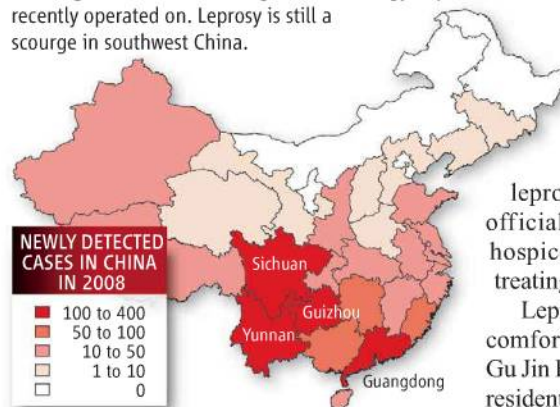 recently operated on. Leprosy is still a
scourge in southwest China.
NEWLY DETECTED
CASES IN CHINA
IN 2008
100 to 400
50 to 100
10 to 50
1 to 10
0
Sichuan
Guizhou
Yunnan
Guangdong
official
hospic
treating
Lep
comfor
Gu Jin
residen